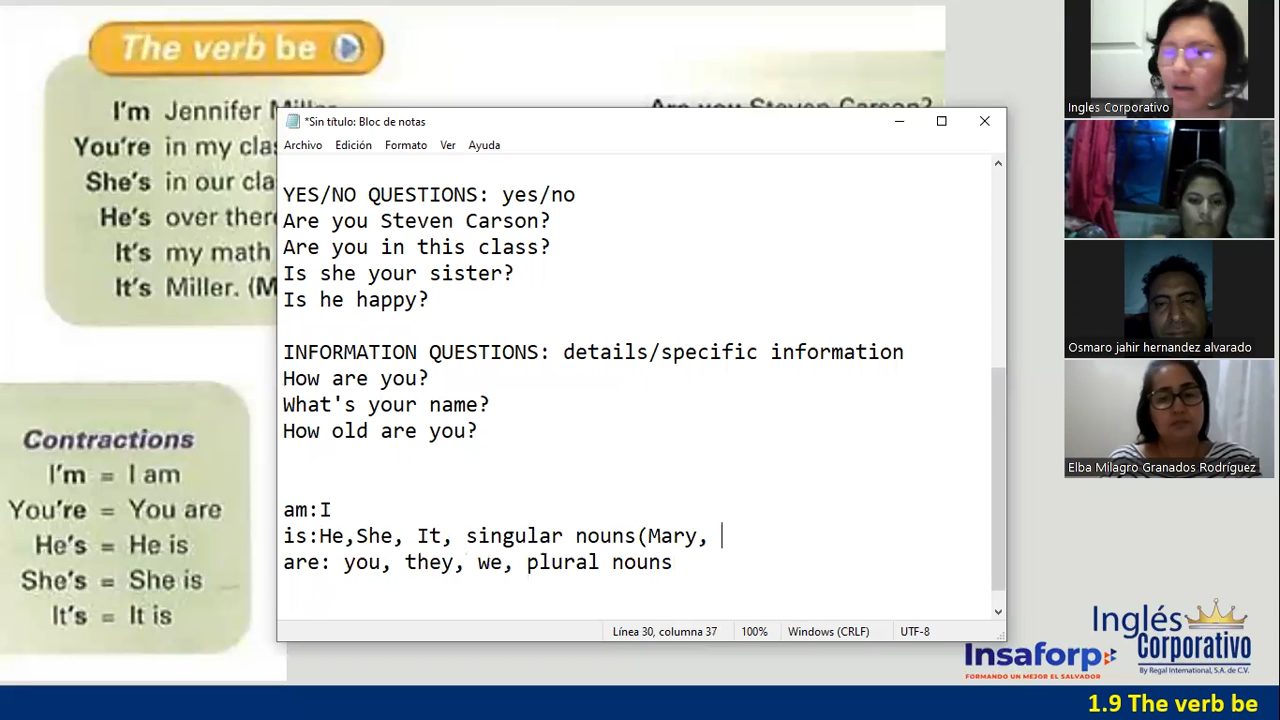 The verb be
I'm Jennifer Miller
You're in my clas
She's in our cla
He's over there
It's my math
It's Miller. (M
Are you Steven Carson?
*Sin título: Bloc de notas
Archivo Edición Formato Ver Ayuda
YES/NO QUESTIONS: yes/no
Are you Steven Carson?
Are you in this class?
Is she your sister?
Is he happy?
INFORMATION QUESTIONS: details/specific information
How are you?
What's your name?
How old are you?
am:I
is:He,She, It, singular nouns(Mary,
are: you, they, we, plural nouns
Línea 30, columna 37 100% Windows (CRLF) UTF-8
Contractions
I'm = I am
You're = You are
He's = He is
She's = She is
It's = It is
Ingles Corporativo
Osmaro jahir hernandez alvarado
Elba Milagro Granados Rodríguez
Inglés
Corporativo
By Regal International, S.A. de C.V.
Insaforp
FORMANDO UN MEJOR EL SALVADOR
1.9 The verb be